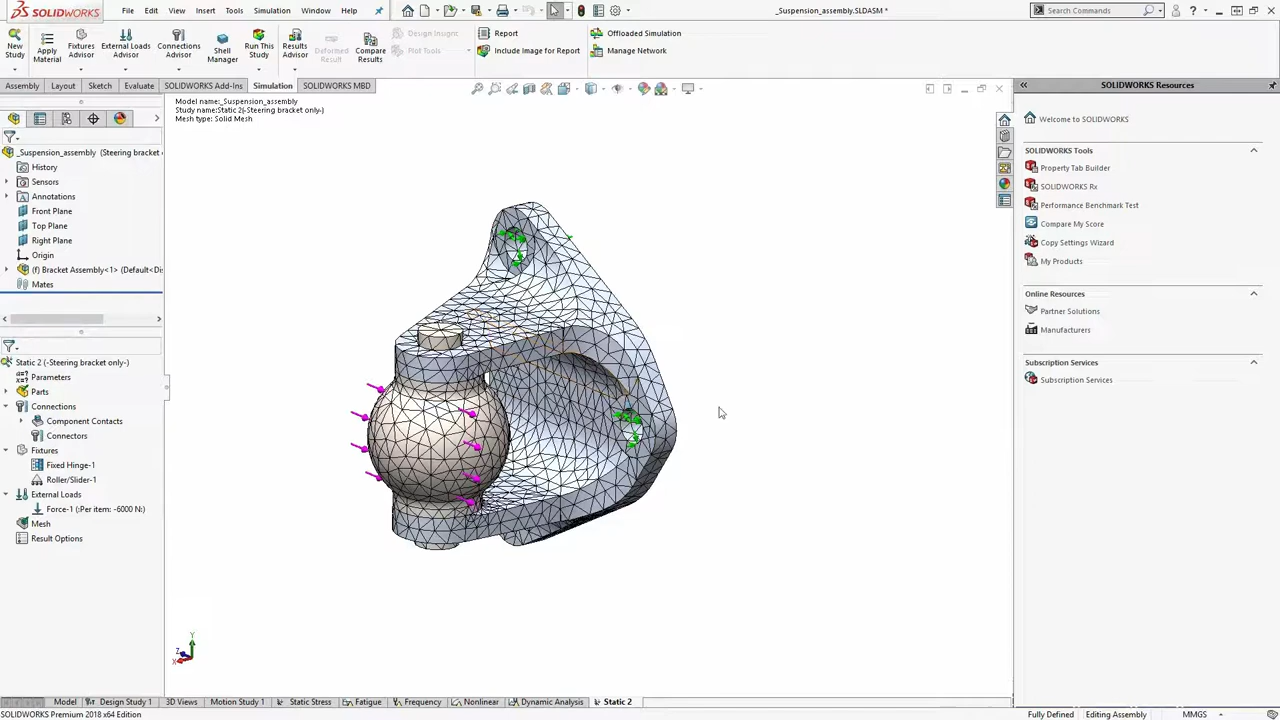 SOLIDWORKS File Edit View Insert Tools Simulation Window Help
_Suspension_assembly.SLDASM *
Search Commands
New Study
Apply Material
Fixtures Advisor
External Loads Advisor
Connections Advisor
Shell Manager
Run This Study
Results Advisor
Deformed Result
Compare Results
Design Insight
Plot Tools
Report
Include Image for Report
Offloaded Simulation
Manage Network
Assembly Layout Sketch Evaluate SOLIDWORKS Add-Ins Simulation SOLIDWORKS MBD
Model name:_Suspension_assembly
Study name:Static 2(-Steering bracket only-)
Mesh type: Solid Mesh
_Suspension_assembly (Steering bracket
History
Sensors
Annotations
Front Plane
Top Plane
Right Plane
Origin
(f) Bracket Assembly<1> (Default<Di
Mates
Static 2 (-Steering bracket only-)
Parameters
Parts
Connections
Component Contacts
Connectors
Fixtures
Fixed Hinge-1
Roller/Slider-1
External Loads
Force-1 (:Per item: -6000 N:)
Mesh
Result Options
Y
Z
X
SOLIDWORKS Resources
Welcome to SOLIDWORKS
SOLIDWORKS Tools
Property Tab Builder
SOLIDWORKS Rx
Performance Benchmark Test
Compare My Score
Copy Settings Wizard
My Products
Online Resources
Partner Solutions
Manufacturers
Subscription Services
Subscription Services
Model Design Study 1 3D Views Motion Study 1 Static Stress Fatigue Frequency Nonlinear Dynamic Analysis Static 2
SOLIDWORKS Premium 2018 x64 Edition
Fully Defined Editing Assembly MMGS